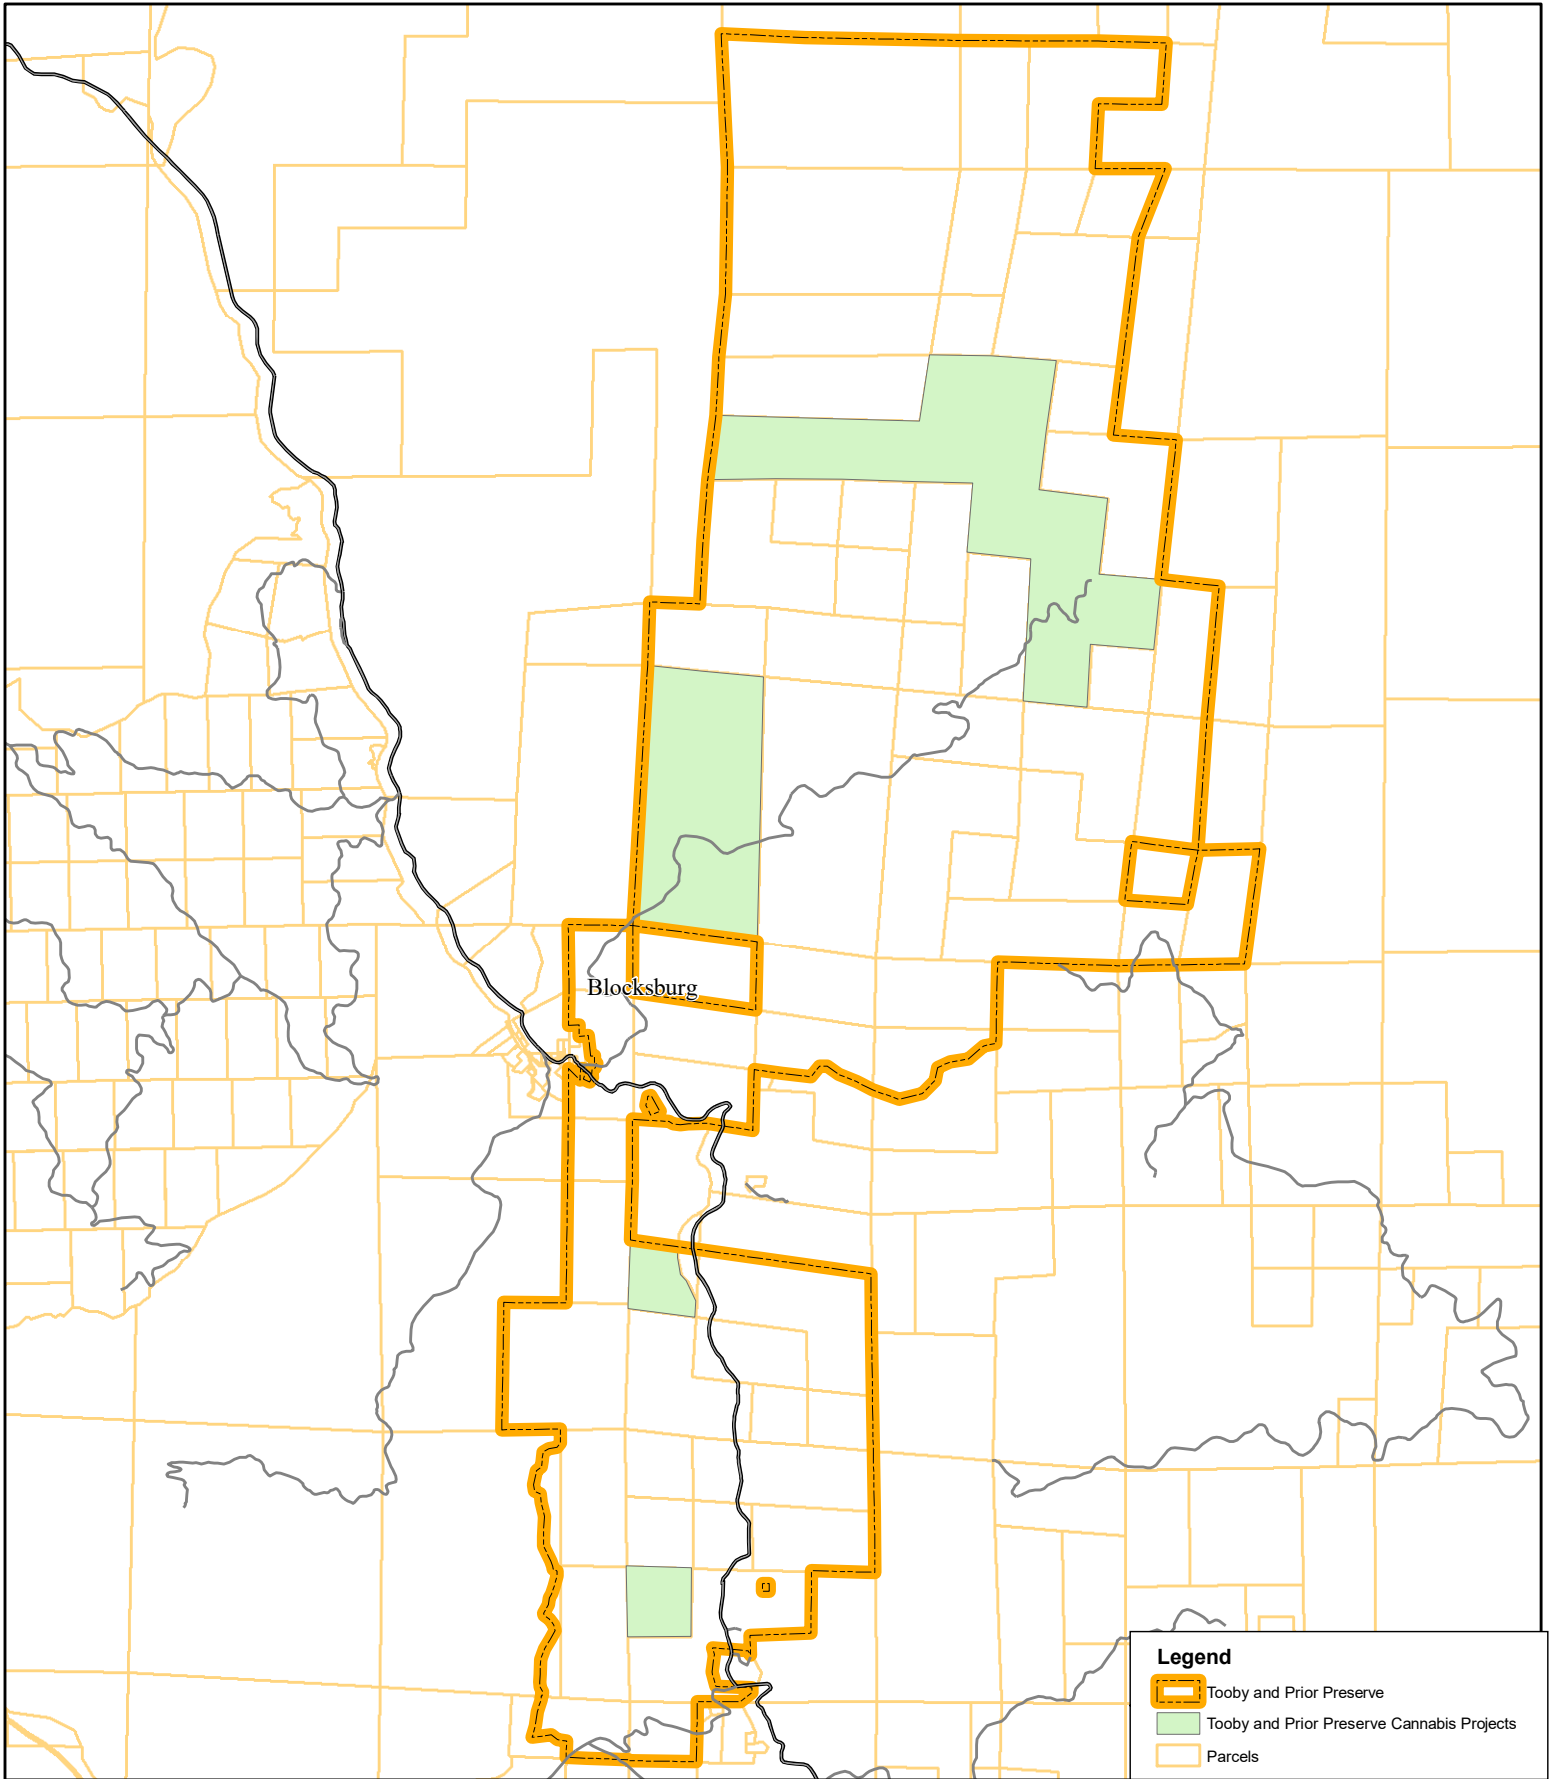 Blocksburg
Legend
Tooby and Prior Preserve
Tooby and Prior Preserve Cannabis Projects
Parcels